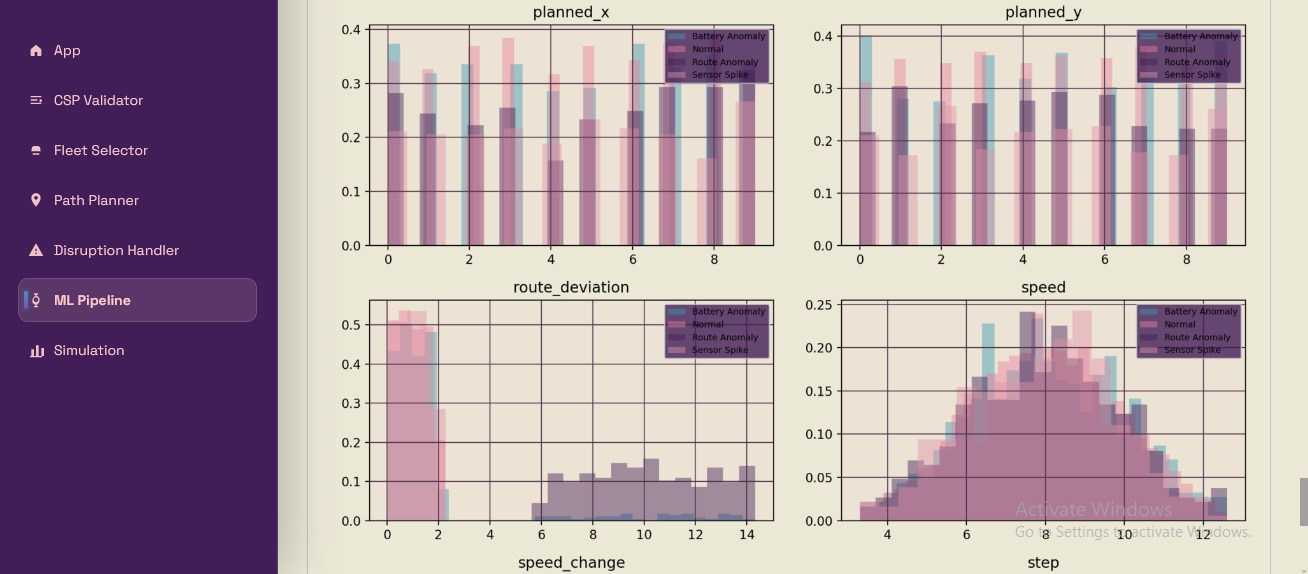 App
CSP Validator
Fleet Selector
Path Planner
Disruption Handler
ML Pipeline
Simulation
planned_x
0.4
0.3
0.2
0.1
0.0
0 2 4 6 8
Battery Anomaly
Normal
Route Anomaly
Sensor Spike
planned_y
0.4
0.3
0.2
0.1
0.0
0 2 4 6 8
Battery Anomaly
Normal
Route Anomaly
Sensor Spike
route_deviation
0.5
0.4
0.3
0.2
0.1
0.0
0 2 4 6 8 10 12 14
Battery Anomaly
Normal
Route Anomaly
Sensor Spike
speed
0.25
0.20
0.15
0.10
0.05
0.00
4 6 8 10 12
Battery Anomaly
Normal
Route Anomaly
Sensor Spike
Activate Windows
Go to Settings to activate Windows.
speed_change
step